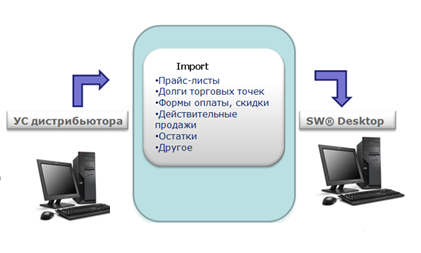 Import
•Прайс-листы
•Долги торговых точек
•Формы оплаты, скидки
•Действительные
продажи
•Остатки
•Другое
УС дистрибьютора
SW® Desktop